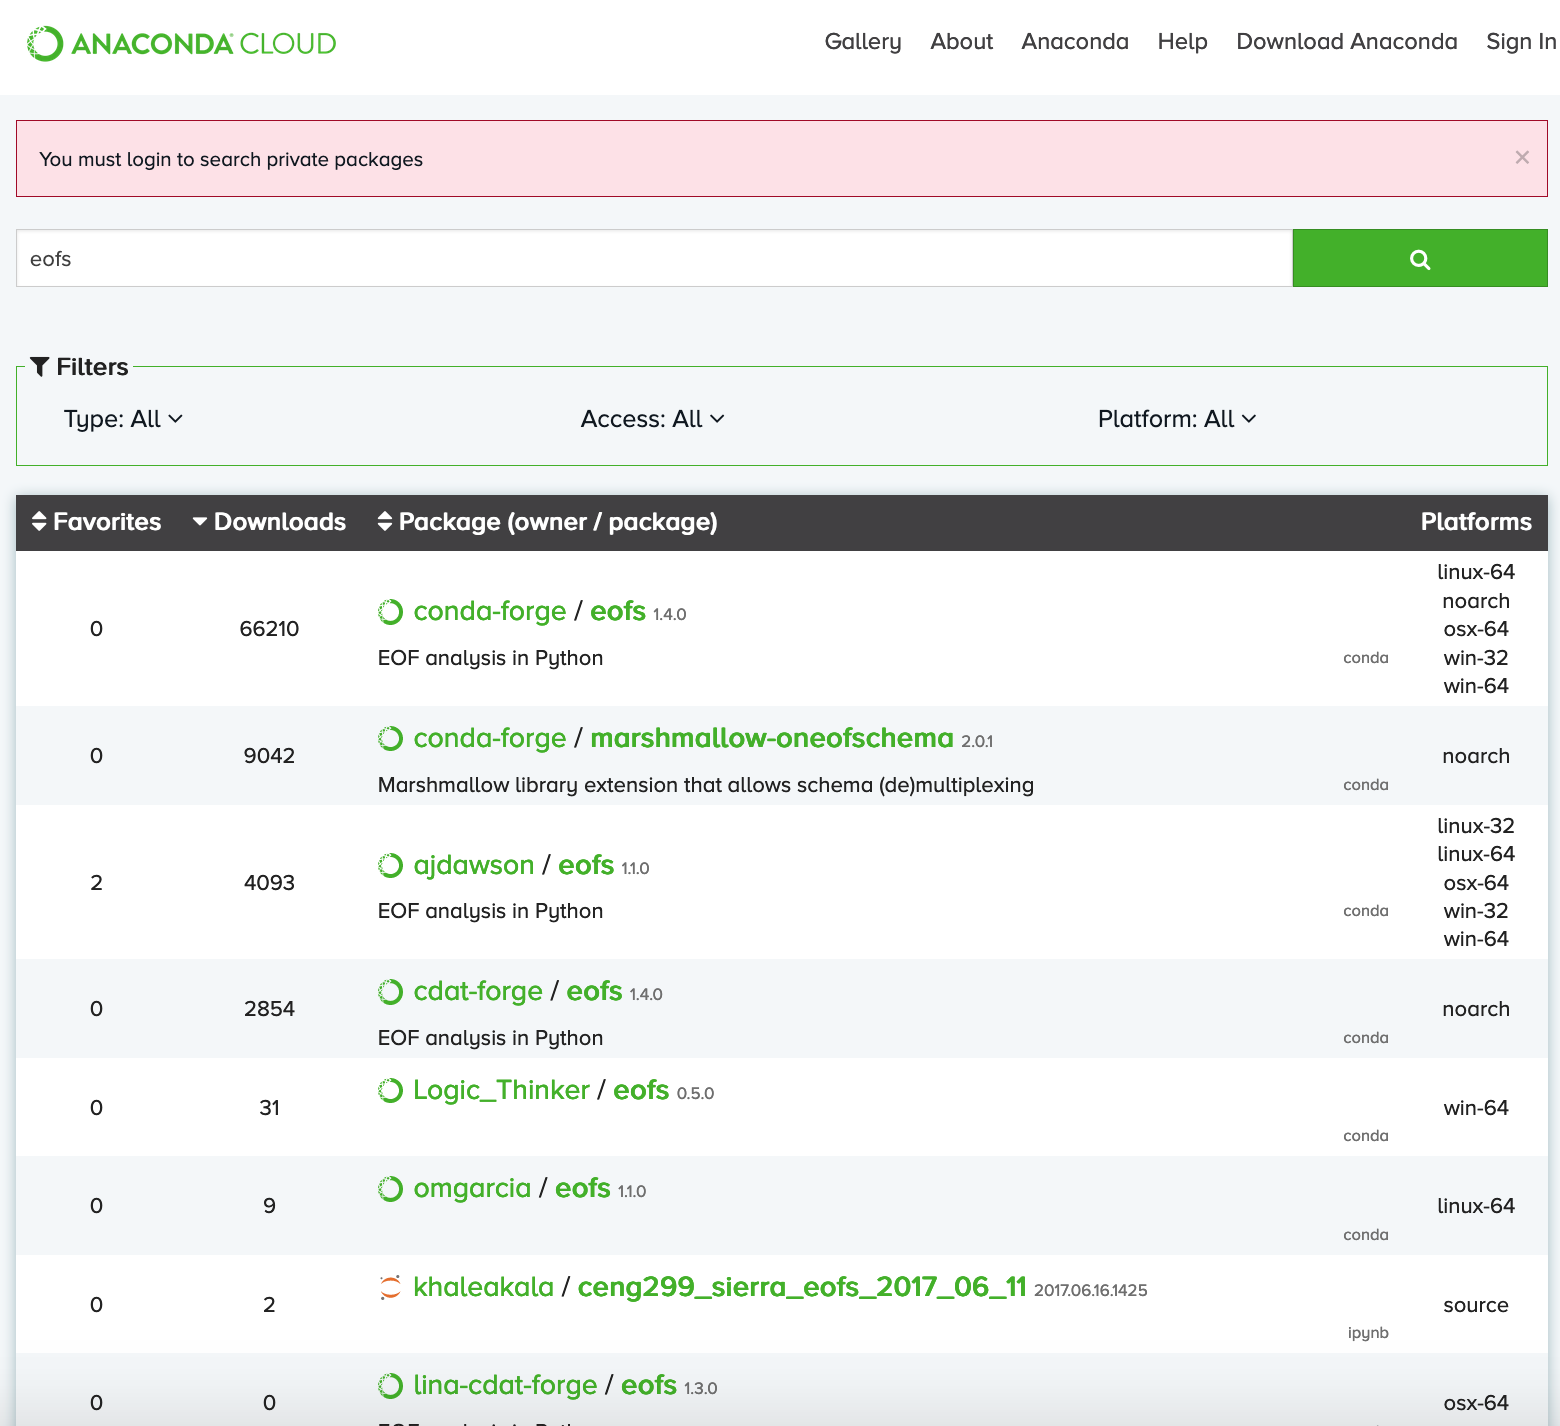 ANACONDA CLOUD
Gallery About Anaconda Help Download Anaconda Sign In
You must login to search private packages ×
eofs
Filters
Type: All Access: All Platform: All
Favorites Downloads Package (owner / package) Platforms
0 66210 conda-forge / eofs 1.4.0
EOF analysis in Python
conda
linux-64
noarch
osx-64
win-32
win-64
0 9042 conda-forge / marshmallow-oneofschema 2.0.1
Marshmallow library extension that allows schema (de)multiplexing
conda
noarch
2 4093 ajdawson / eofs 1.1.0
EOF analysis in Python
conda
linux-32
linux-64
osx-64
win-32
win-64
0 2854 cdat-forge / eofs 1.4.0
EOF analysis in Python
conda
noarch
0 31 Logic_Thinker / eofs 0.5.0
conda
win-64
0 9 omgarcia / eofs 1.1.0
conda
linux-64
0 2 khaleakala / ceng299_sierra_eofs_2017_06_11 2017.06.16.1425
ipynb
source
0 0 lina-cdat-forge / eofs 1.3.0
osx-64